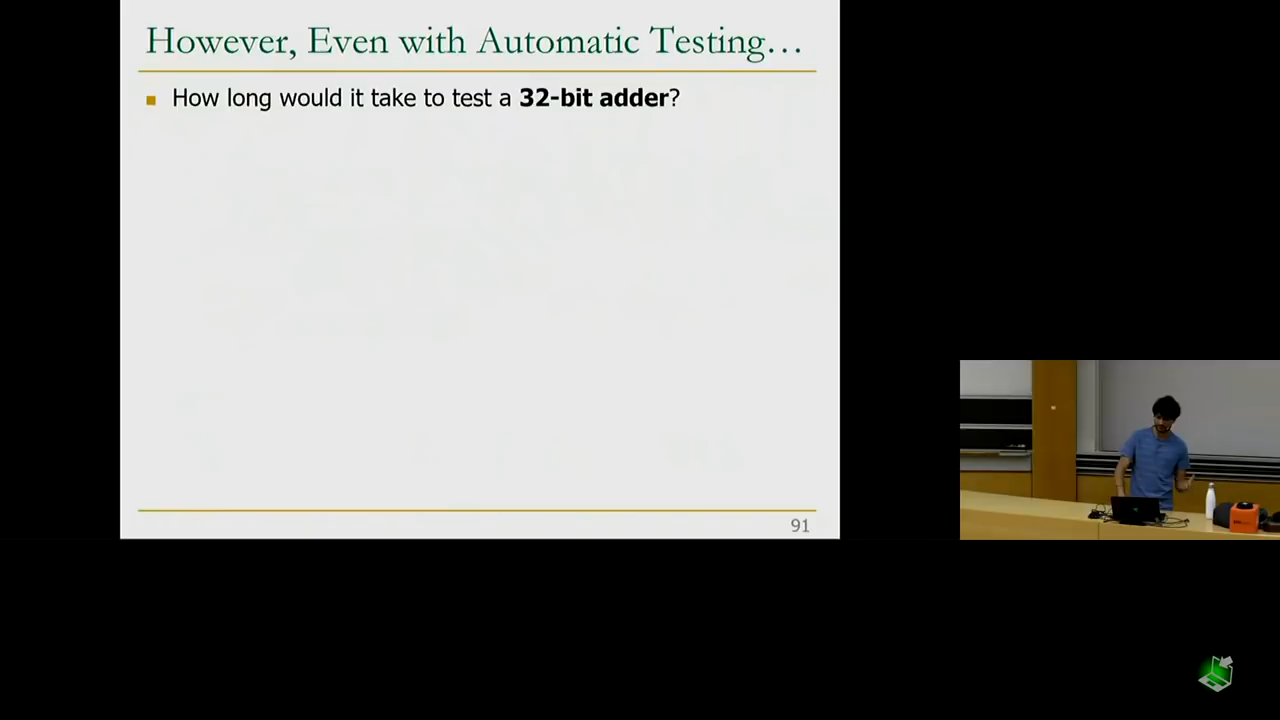 However, Even with Automatic Testing…
■ How long would it take to test a 32-bit adder?
91